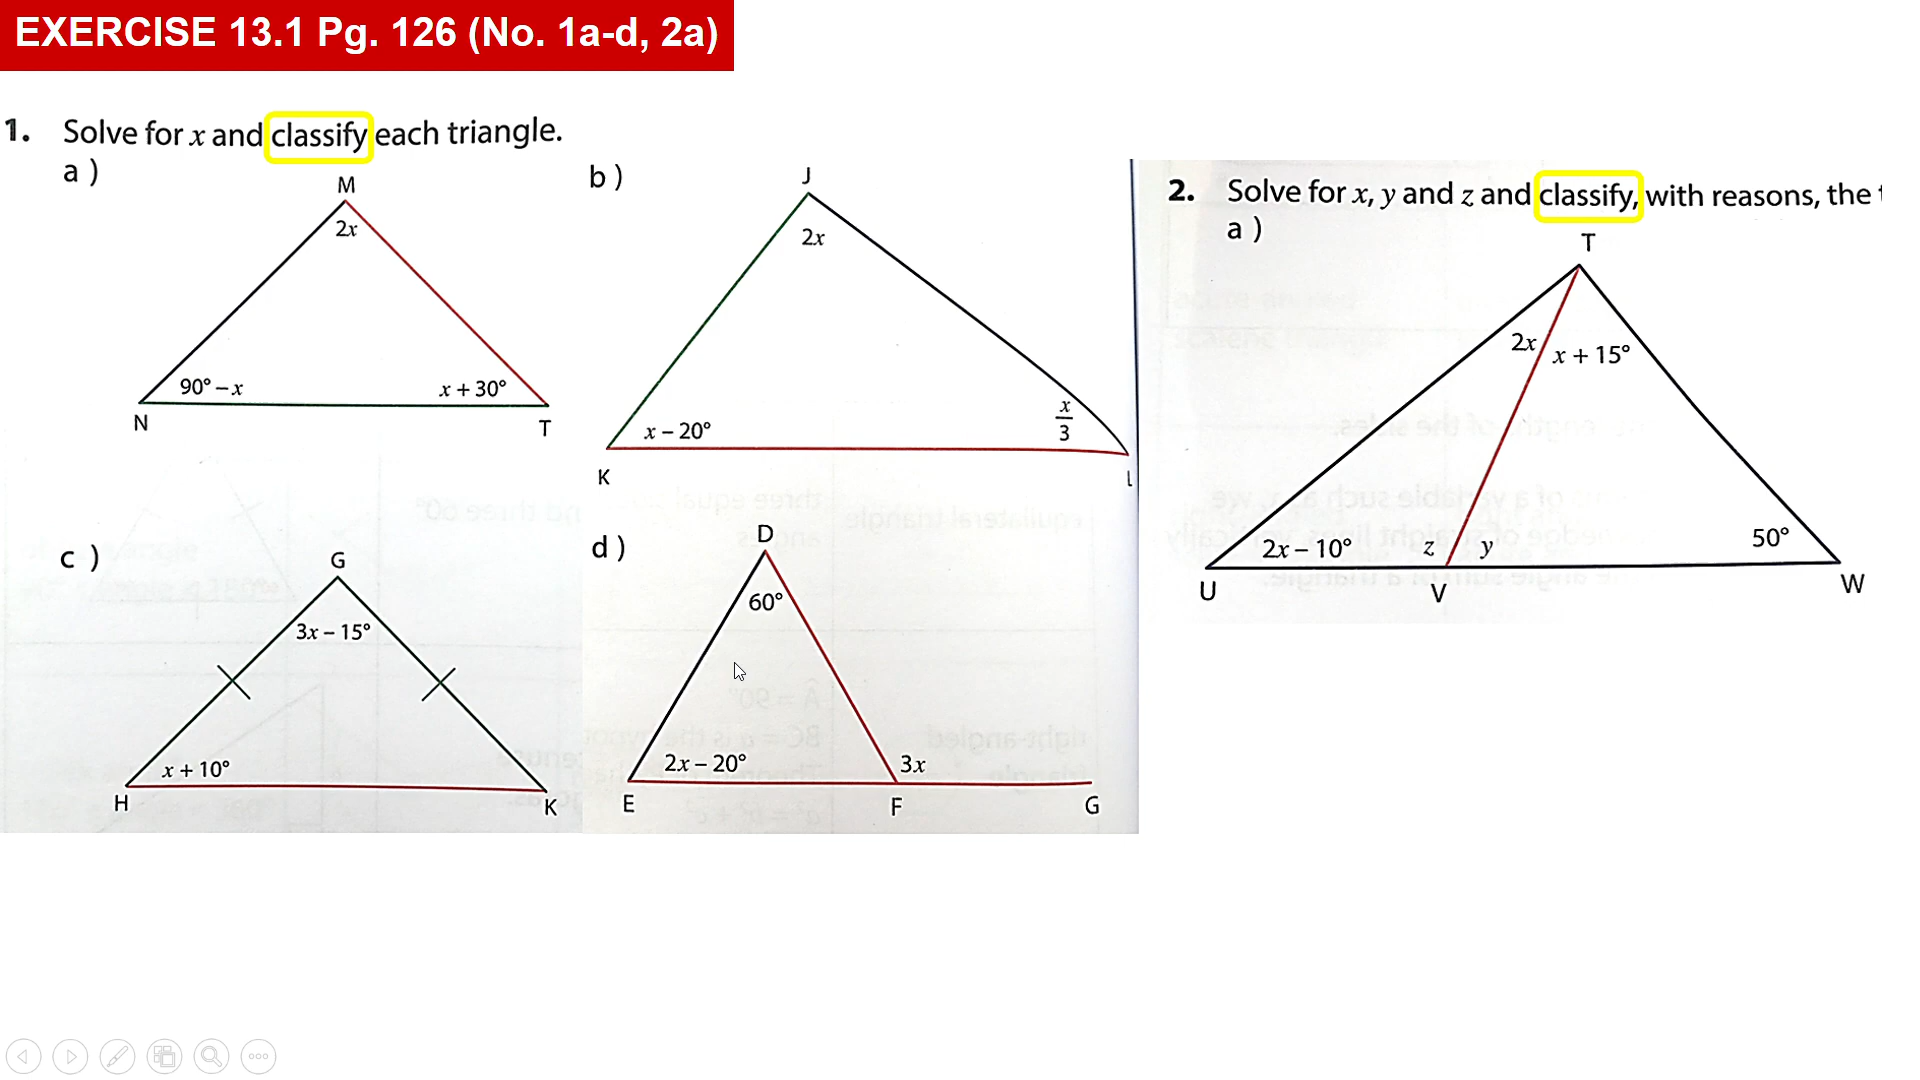 EXERCISE 13.1 Pg. 126 (No. 1a-d, 2a)
1. Solve for x and classify each triangle.
a )
M
2x
90° – x
x + 30°
N
T
b )
J
2x
x – 20°
x
3
K
L
c )
G
3x – 15°
x + 10°
H
K
d )
D
60°
2x – 20°
3x
E
F
G
2. Solve for x, y and z and classify, with reasons, the
a )
T
2x
x + 15°
2x – 10°
z
y
50°
U
V
W